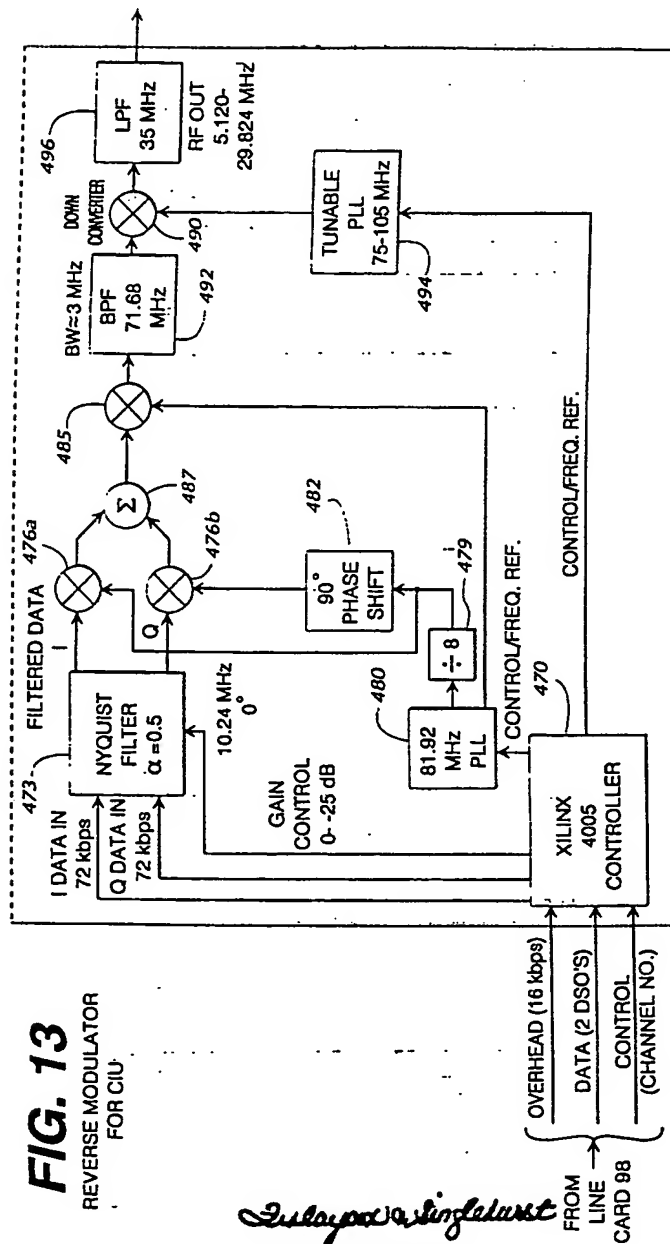 FIG. 13
REVERSE MODULATOR
FOR CIU
FROM
LINE
CARD 98
OVERHEAD (16 kbps)
DATA (2 DSO'S)
CONTROL
(CHANNEL NO.)
XILINX
4005
CONTROLLER
470
I DATA IN
72 kbps
Q DATA IN
72 kbps
GAIN
CONTROL
0- -25 dB
CONTROL/FREQ. REF.
CONTROL/FREQ. REF.
473
NYQUIST
FILTER
α =0.5
FILTERED DATA
I
Q
10.24 MHz
0°
480
81.92
MHz
PLL
÷ 8
479
90°
PHASE
SHIFT
482
476a
476b
Σ
487
485
BW≈3 MHz
BPF
71.68
MHz
492
DOWN
CONVERTER
490
TUNABLE
PLL
75-105 MHz
494
496
LPF
35 MHz
RF OUT
5.120-
29.824 MHz